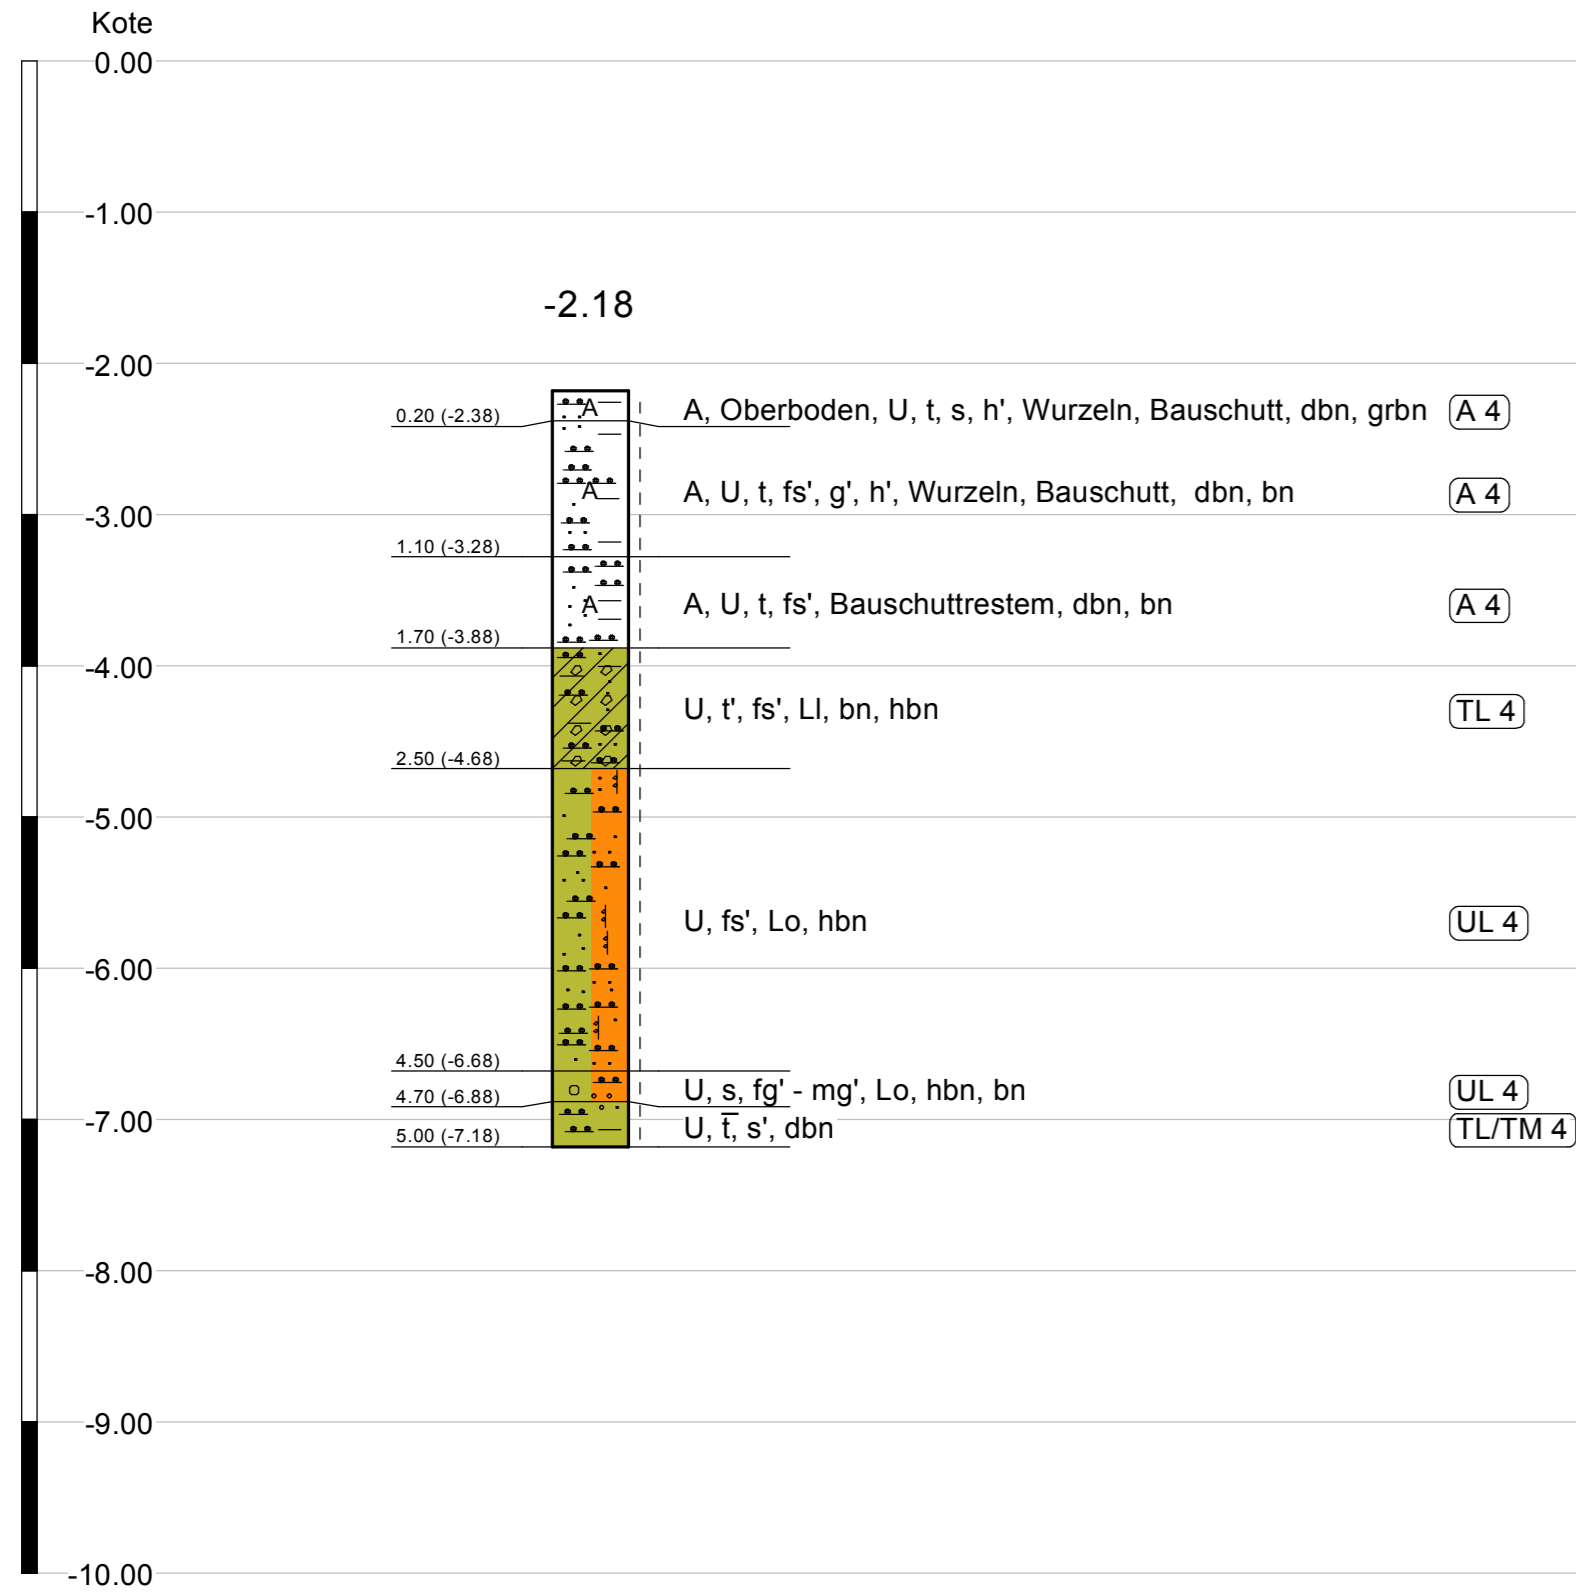 Kote
0.00
-1.00
-2.18
-2.00
0.20 (-2.38) A A, Oberboden, U, t, s, h', Wurzeln, Bauschutt, dbn, grbn A 4
A A, U, t, fs', g', h', Wurzeln, Bauschutt, dbn, bn A 4
-3.00
1.10 (-3.28)
A A, U, t, fs', Bauschuttrestem, dbn, bn A 4
1.70 (-3.88)
-4.00
U, t', fs', Ll, bn, hbn TL 4
2.50 (-4.68)
-5.00
U, fs', Lo, hbn UL 4
-6.00
4.50 (-6.68)
4.70 (-6.88) U, s, fg' - mg', Lo, hbn, bn UL 4
-7.00
5.00 (-7.18) U, t̅, s', dbn TL/TM 4
-8.00
-9.00
-10.00